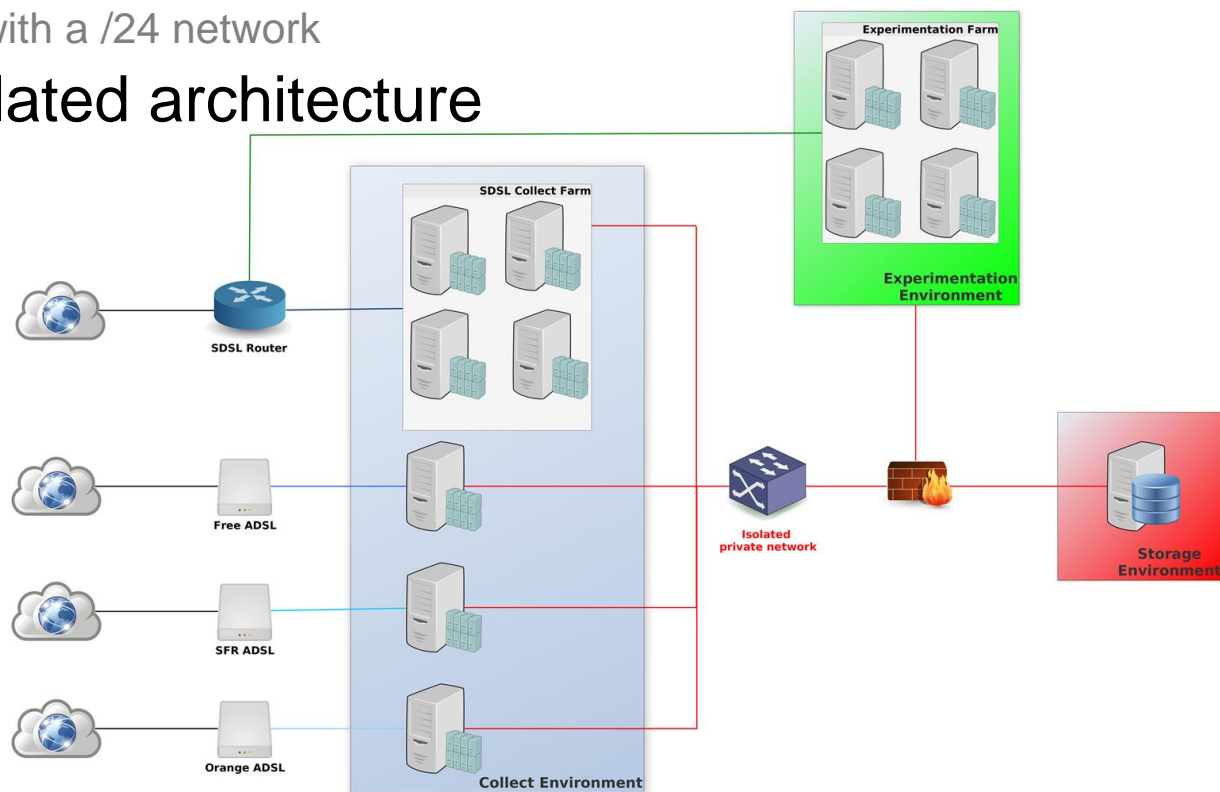 with a /24 network
lated architecture
Experimentation Farm
SDSL Collect Farm
Experimentation
Environment
SDSL Router
Free ADSL
Isolated
private network
Storage
Environment
SFR ADSL
Orange ADSL
Collect Environment